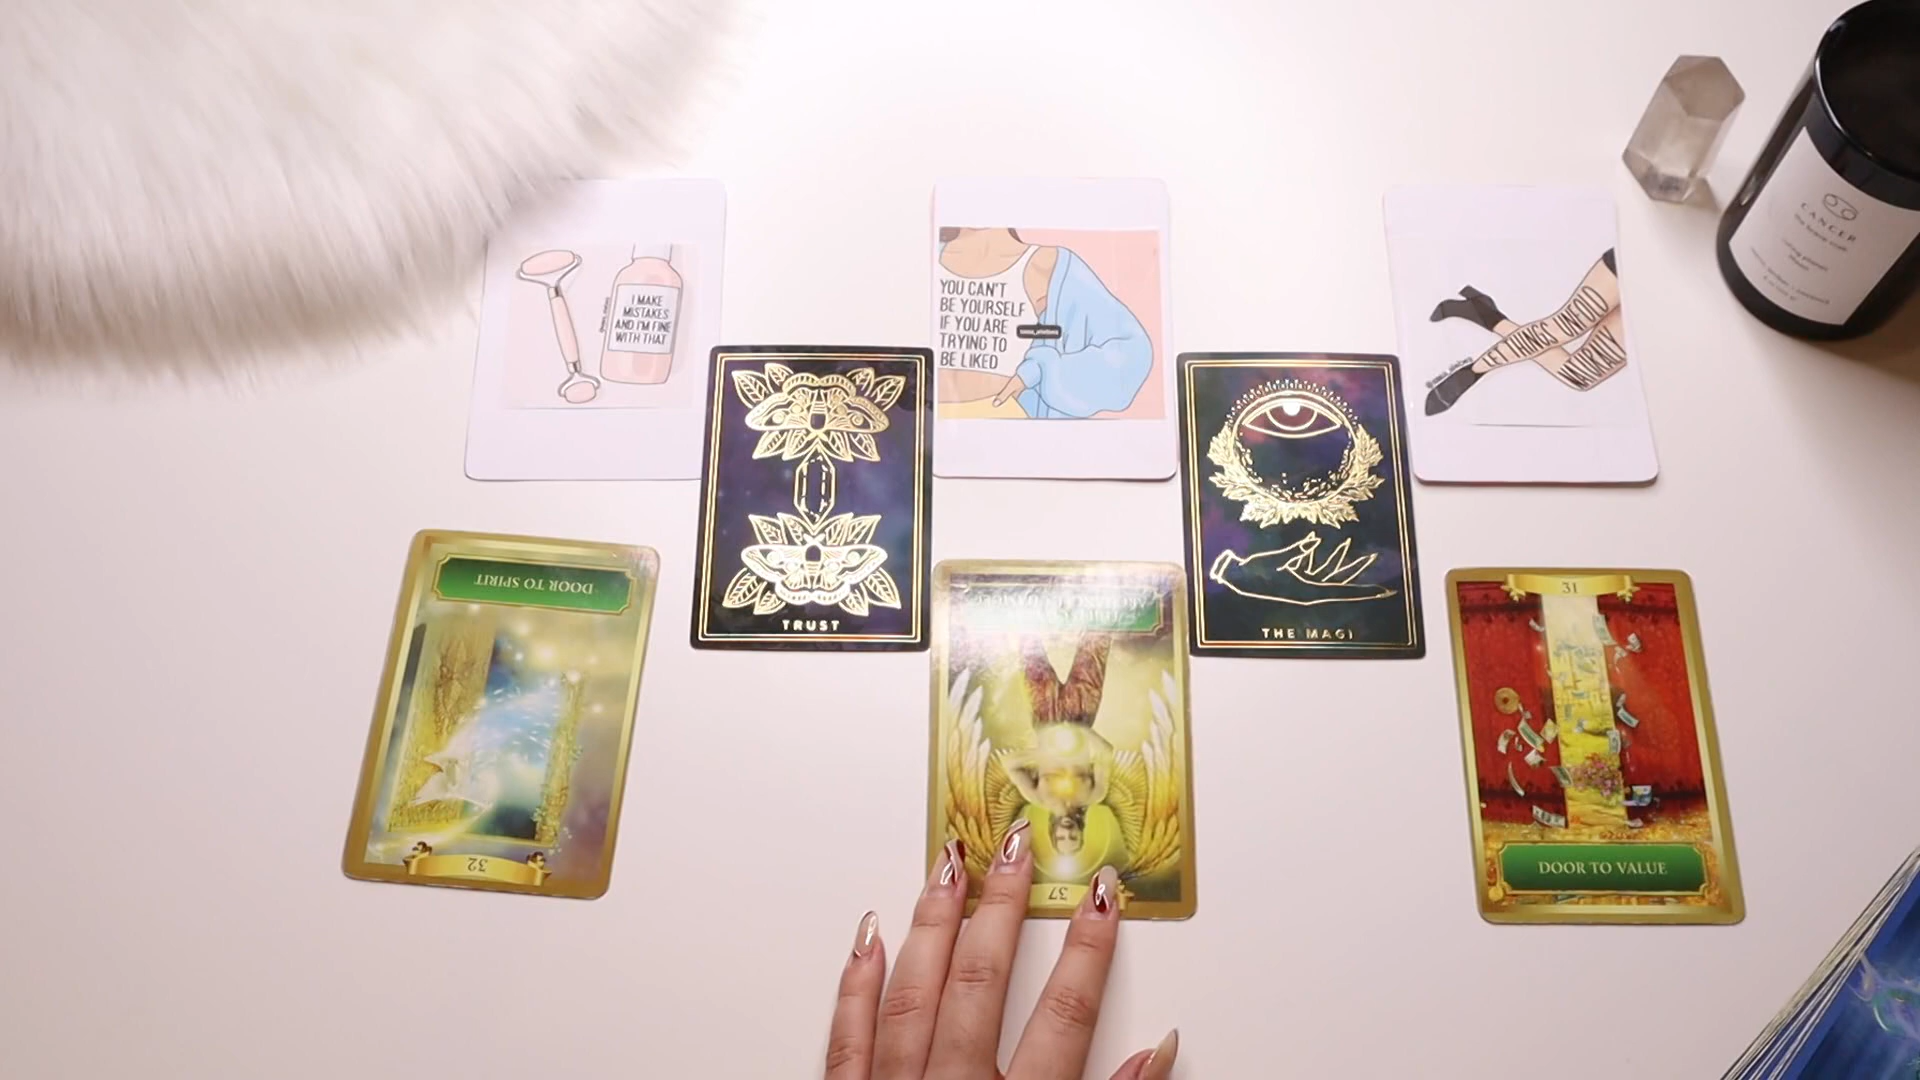 I MAKE
MISTAKES
AND I'M FINE
WITH THAT
YOU CAN'T
BE YOURSELF
IF YOU ARE
TRYING TO
BE LIKED
LET THINGS UNFOLD
NATURALLY
CANCER
TRUST
THE MAGI
DOOR TO SPIRIT
32
37
31
DOOR TO VALUE